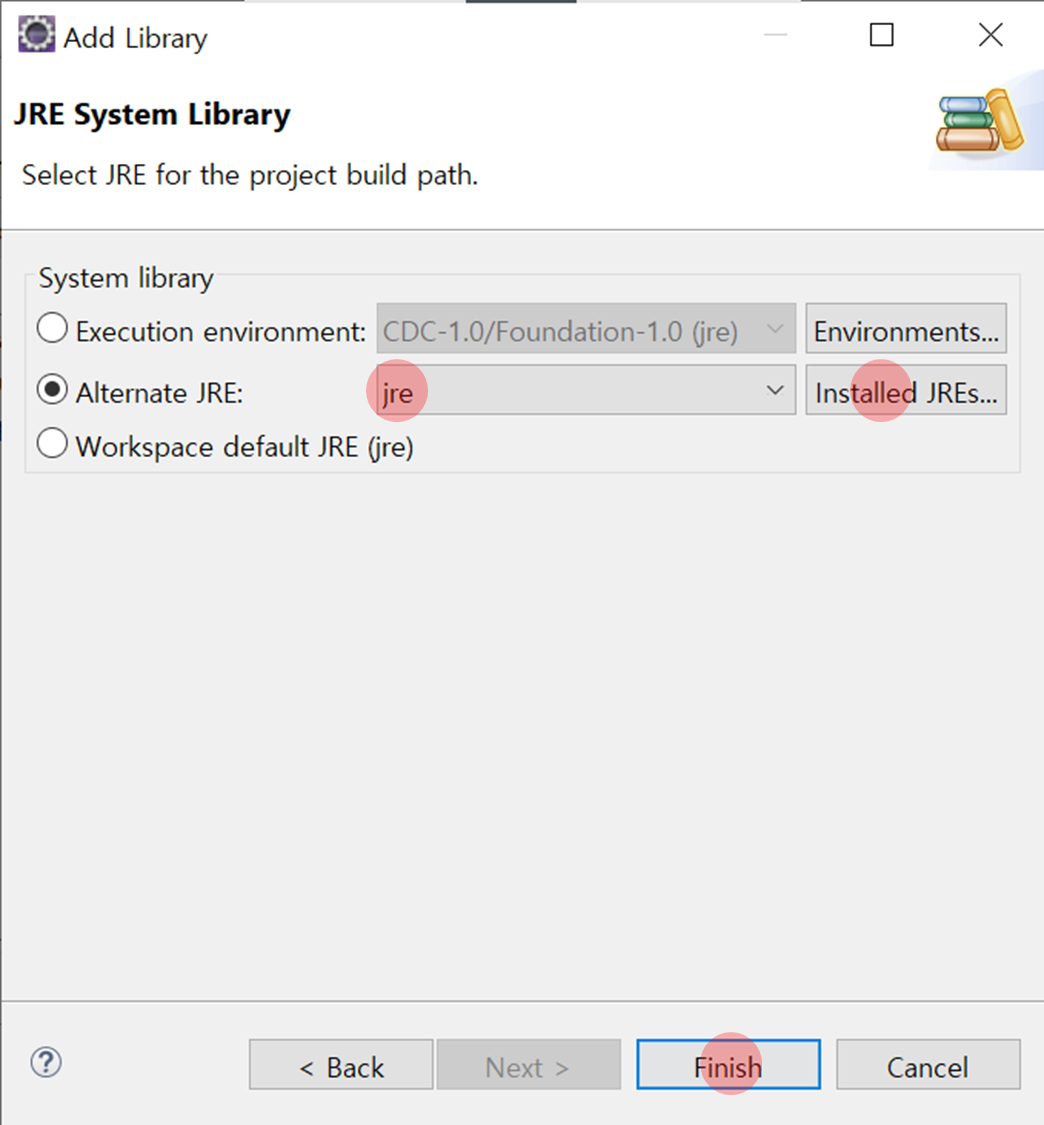 Add Library
JRE System Library
Select JRE for the project build path.
System library
Execution environment: CDC-1.0/Foundation-1.0 (jre) Environments...
Alternate JRE: jre Installed JREs...
Workspace default JRE (jre)
? < Back Next > Finish Cancel